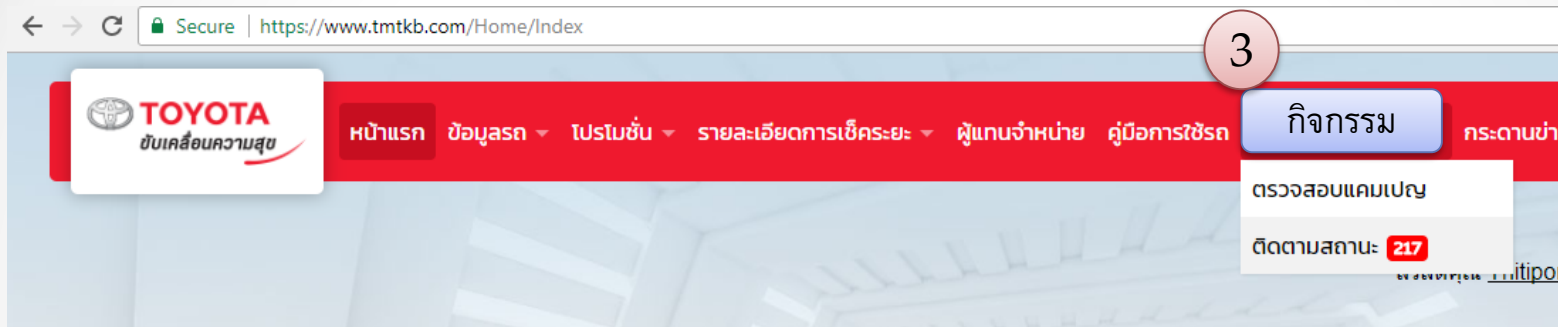 Secure | https://www.tmtkb.com/Home/Index
3
TOYOTA
ขับเคลื่อนความสุข
หน้าแรก ข้อมูลรถ โปรโมชั่น รายละเอียดการเช็คระยะ ผู้แทนจำหน่าย คู่มือการใช้รถ กิจกรรม กระดานข่า
ตรวจสอบแคมเปญ
ติดตามสถานะ 217